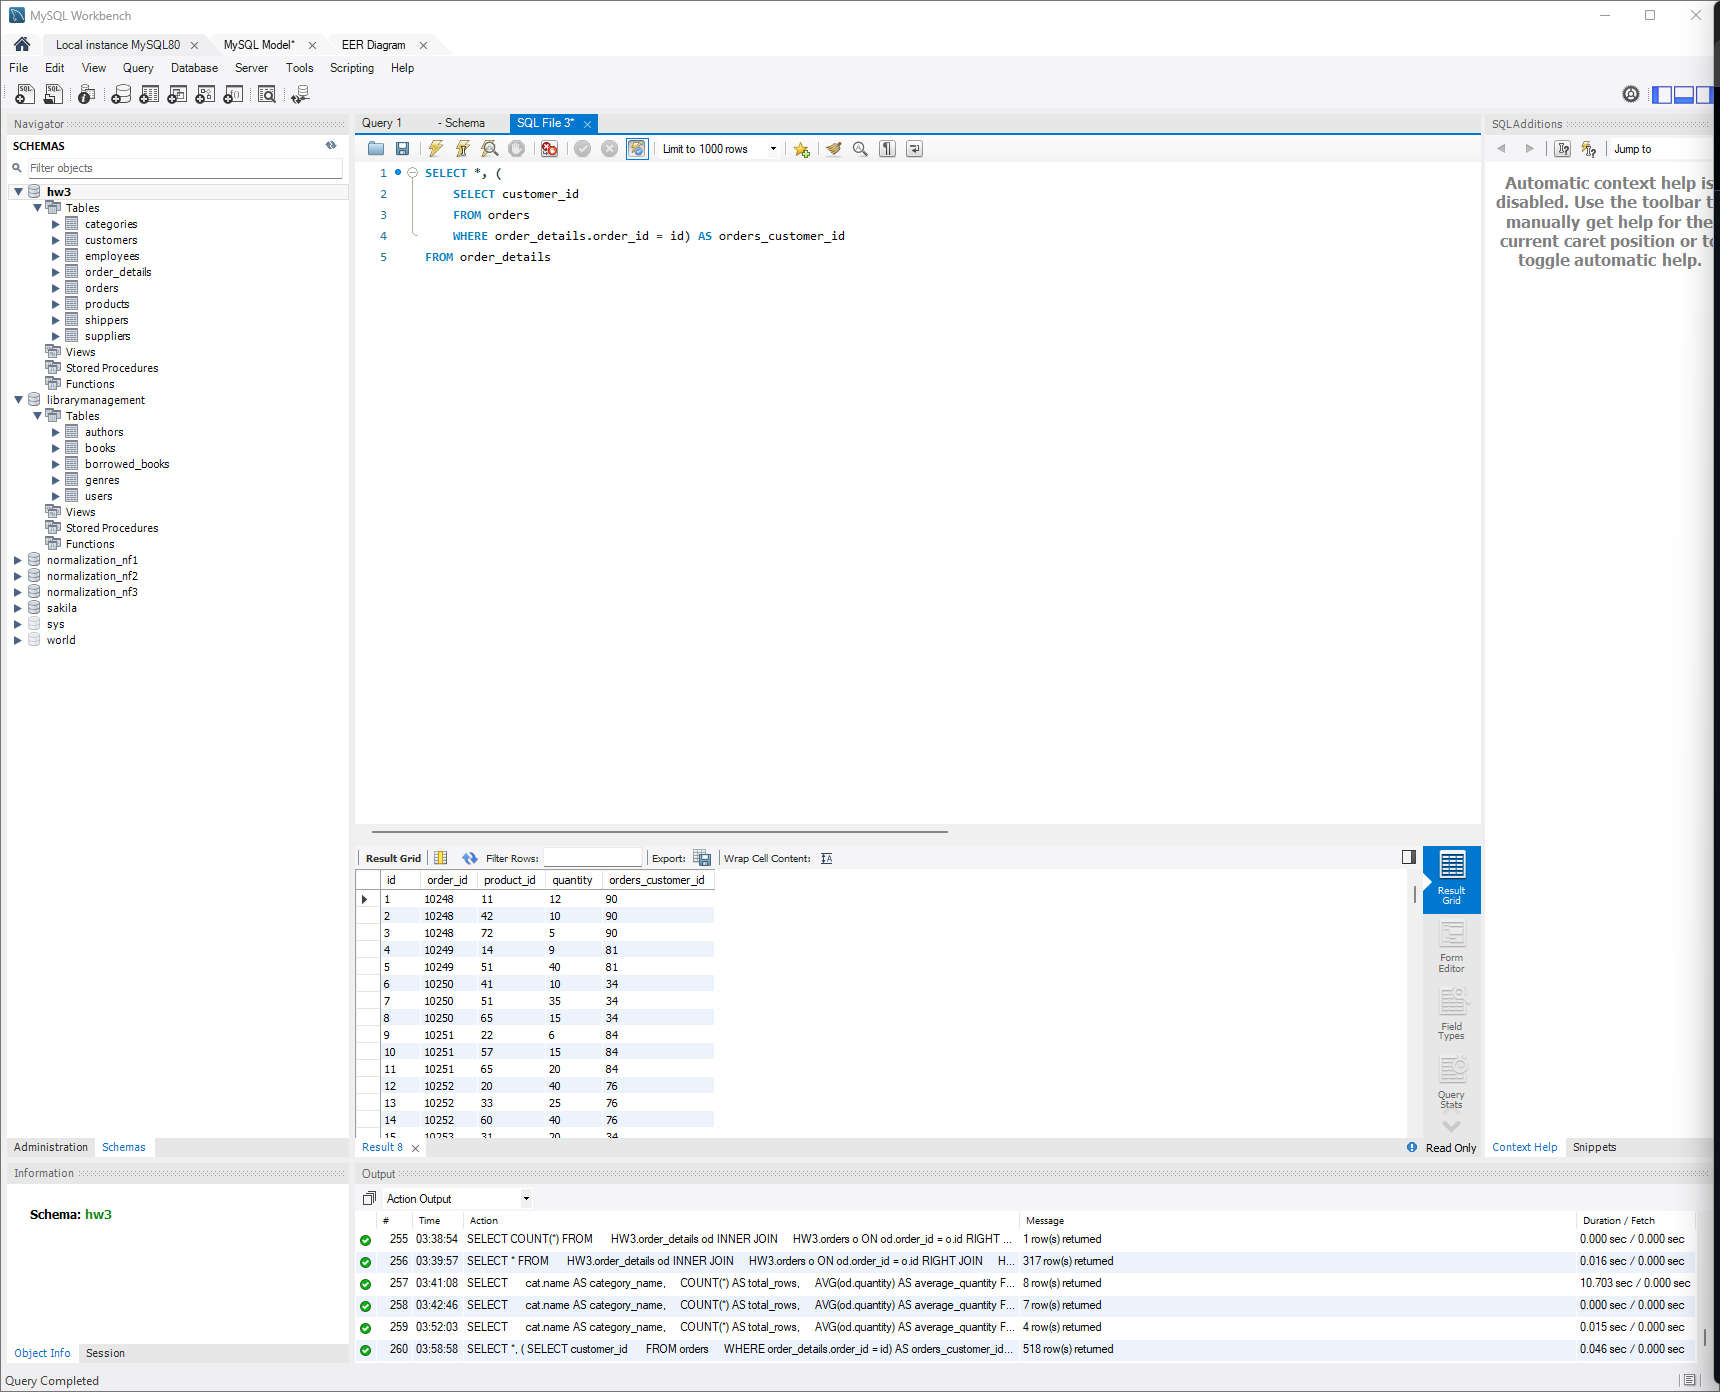 MySQL Workbench
Local instance MySQL80
MySQL Model*
EER Diagram
File Edit View Query Database Server Tools Scripting Help
Navigator
SCHEMAS
Filter objects
hw3
Tables
categories
customers
employees
order_details
orders
products
shippers
suppliers
Views
Stored Procedures
Functions
librarymanagement
Tables
authors
books
borrowed_books
genres
users
Views
Stored Procedures
Functions
normalization_nf1
normalization_nf2
normalization_nf3
sakila
sys
world
Administration Schemas
Information
Schema: hw3
Object Info Session
Query Completed
Query 1 - Schema SQL File 3*
Limit to 1000 rows
1 SELECT *, (
2 SELECT customer_id
3 FROM orders
4 WHERE order_details.order_id = id) AS orders_customer_id
5 FROM order_details
Result Grid Filter Rows: Export: Wrap Cell Content:
id order_id product_id quantity orders_customer_id
1 10248 11 12 90
2 10248 42 10 90
3 10248 72 5 90
4 10249 14 9 81
5 10249 51 40 81
6 10250 41 10 34
7 10250 51 35 34
8 10250 65 15 34
9 10251 22 6 84
10 10251 57 15 84
11 10251 65 20 84
12 10252 20 40 76
13 10252 33 25 76
14 10252 60 40 76
15 10253 31 20 34
Result Grid
Form Editor
Field Types
Query Stats
Result 8
Read Only
SQLAdditions
Jump to
Automatic context help is
disabled. Use the toolbar t
manually get help for the
current caret position or to
toggle automatic help.
Context Help Snippets
Output
Action Output
# Time Action Message Duration / Fetch
255 03:38:54 SELECT COUNT(*) FROM HW3.order_details od INNER JOIN HW3.orders o ON od.order_id = o.id RIGHT ... 1 row(s) returned 0.000 sec / 0.000 sec
256 03:39:57 SELECT * FROM HW3.order_details od INNER JOIN HW3.orders o ON od.order_id = o.id RIGHT JOIN H... 317 row(s) returned 0.016 sec / 0.000 sec
257 03:41:08 SELECT cat.name AS category_name, COUNT(*) AS total_rows, AVG(od.quantity) AS average_quantity F... 8 row(s) returned 10.703 sec / 0.000 sec
258 03:42:46 SELECT cat.name AS category_name, COUNT(*) AS total_rows, AVG(od.quantity) AS average_quantity F... 7 row(s) returned 0.000 sec / 0.000 sec
259 03:52:03 SELECT cat.name AS category_name, COUNT(*) AS total_rows, AVG(od.quantity) AS average_quantity F... 4 row(s) returned 0.015 sec / 0.000 sec
260 03:58:58 SELECT *, ( SELECT customer_id FROM orders WHERE order_details.order_id = id) AS orders_customer_id... 518 row(s) returned 0.046 sec / 0.000 sec